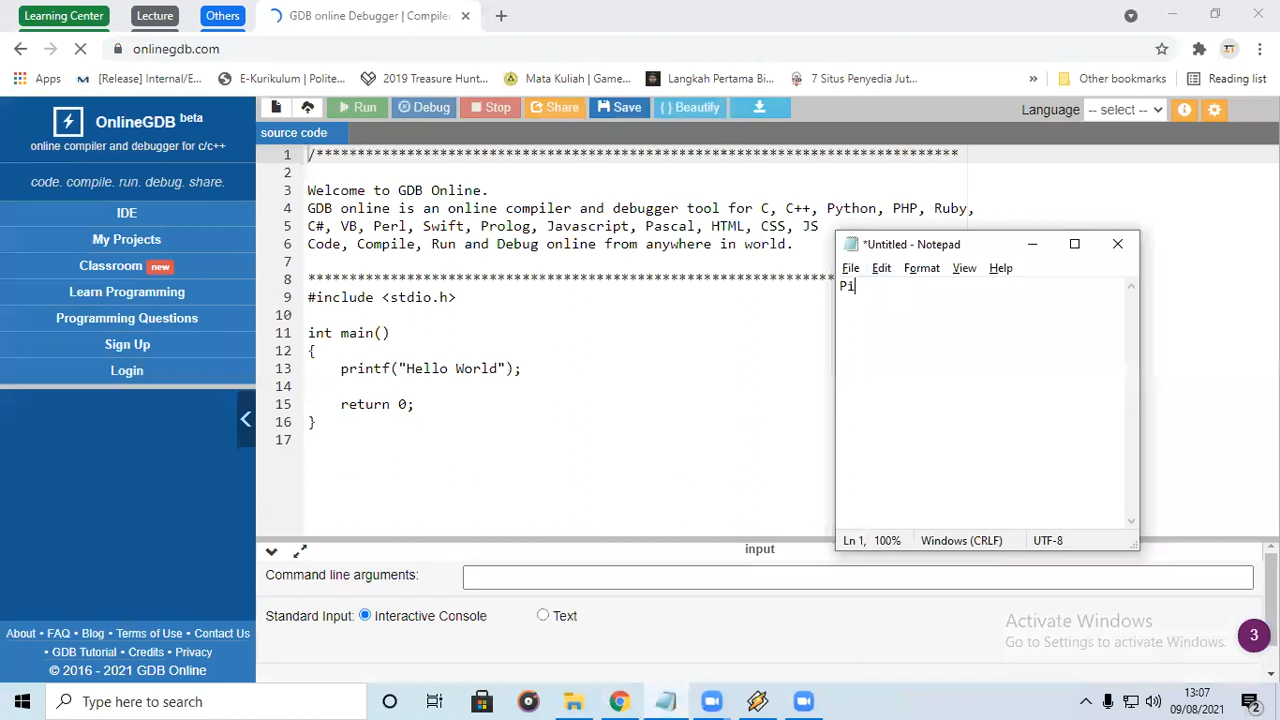 Learning Center Lecture Others GDB online Debugger | Compiler
onlinegdb.com
Apps [Release] Internal/E... E-Kurikulum | Polite... 2019 Treasure Hunt... Mata Kuliah | Game... Langkah Pertama Bi... 7 Situs Penyedia Jut... » Other bookmarks Reading list
Run Debug Stop Share Save { } Beautify Language -- select --
OnlineGDB beta
online compiler and debugger for c/c++
code. compile. run. debug. share.
IDE
My Projects
Classroom new
Learn Programming
Programming Questions
Sign Up
Login
About • FAQ • Blog • Terms of Use • Contact Us
• GDB Tutorial • Credits • Privacy
© 2016 - 2021 GDB Online
source code
1 /******************************************************************************
2
3 Welcome to GDB Online.
4 GDB online is an online compiler and debugger tool for C, C++, Python, PHP, Ruby,
5 C#, VB, Perl, Swift, Prolog, Javascript, Pascal, HTML, CSS, JS
6 Code, Compile, Run and Debug online from anywhere in world.
7
8 ****************************************************************
9 #include <stdio.h>
10
11 int main()
12 {
13 printf("Hello World");
14
15 return 0;
16 }
17
*Untitled - Notepad
File Edit Format View Help
Pi
Ln 1, 100% Windows (CRLF) UTF-8
input
Command line arguments:
Standard Input: Interactive Console Text
Activate Windows
Go to Settings to activate Windows.
3
Type here to search
13:07
09/08/2021
2